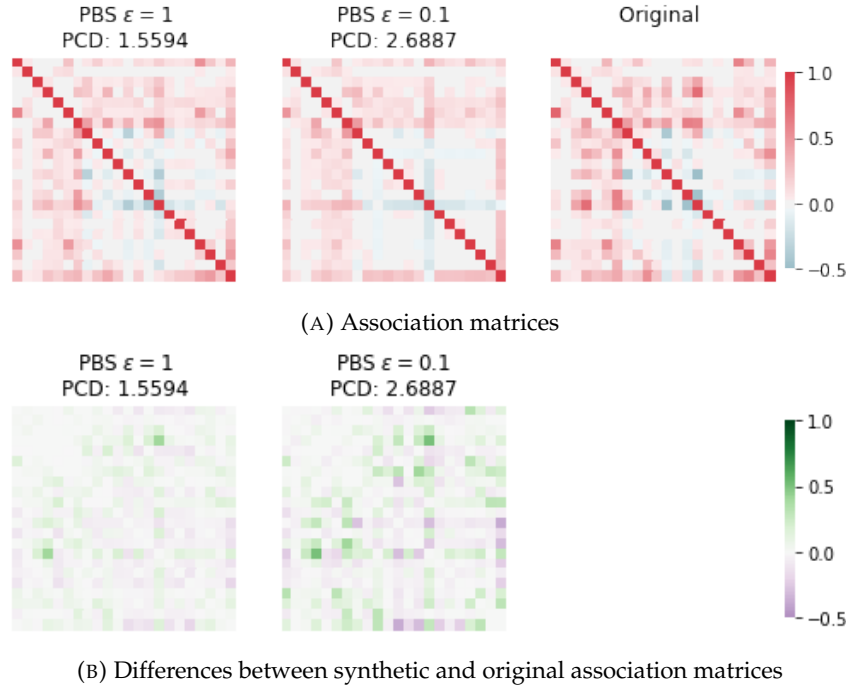 PBS ε = 1
PCD: 1.5594
PBS ε = 0.1
PCD: 2.6887
Original
1.0
0.5
0.0
−0.5
(A) Association matrices
PBS ε = 1
PCD: 1.5594
PBS ε = 0.1
PCD: 2.6887
1.0
0.5
0.0
−0.5
(B) Differences between synthetic and original association matrices